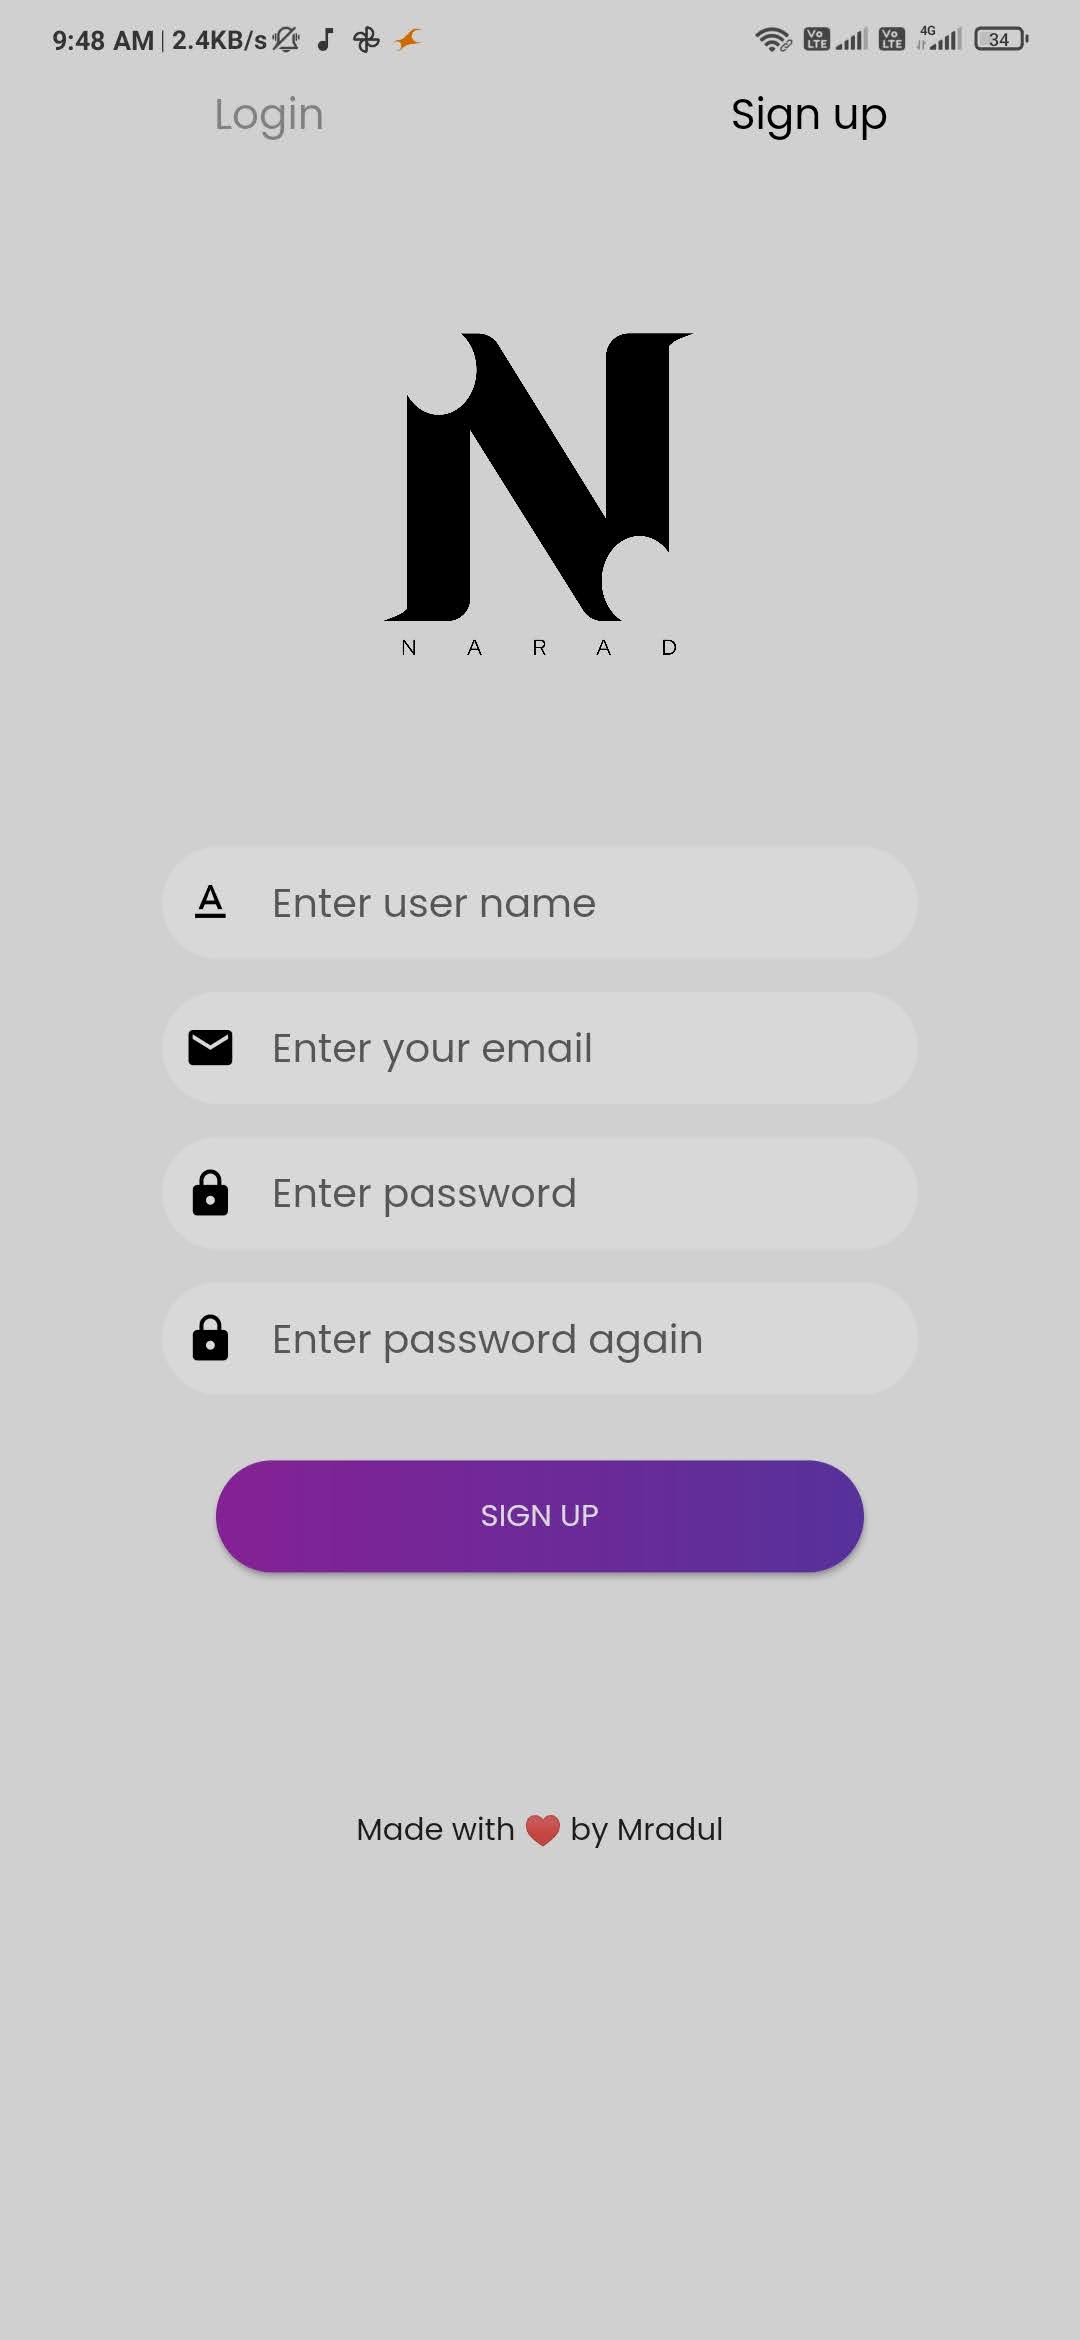 9:48 AM | 2.4KB/s Vo LTE Vo LTE 4G 34
Login Sign up
N A R A D
Enter user name
Enter your email
Enter password
Enter password again
SIGN UP
Made with ❤️ by Mradul